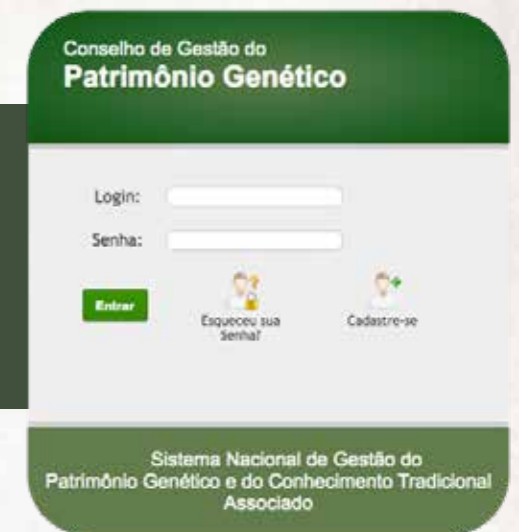 Conselho de Gestão do
Patrimônio Genético
Login:
Senha:
Entrar
Esqueceu sua
Senha?
Cadastre-se
Sistema Nacional de Gestão do
Patrimônio Genético e do Conhecimento Tradicional
Associado